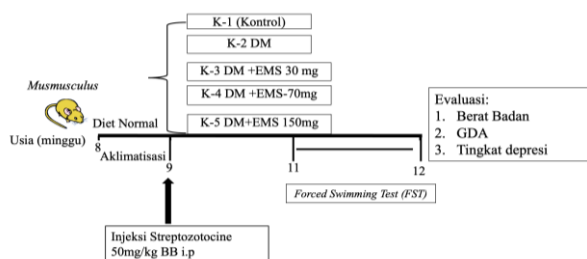 K-1 (Kontrol)
K-2 DM
K-3 DM +EMS 30 mg
K-4 DM +EMS-70mg
K-5 DM+EMS 150mg
Musmusculus
Usia (minggu)
Diet Normal
8
Aklimatisasi
9
11
12
Forced Swimming Test (FST)
Injeksi Streptozotocine
50mg/kg BB i.p
Evaluasi:
1. Berat Badan
2. GDA
3. Tingkat depresi